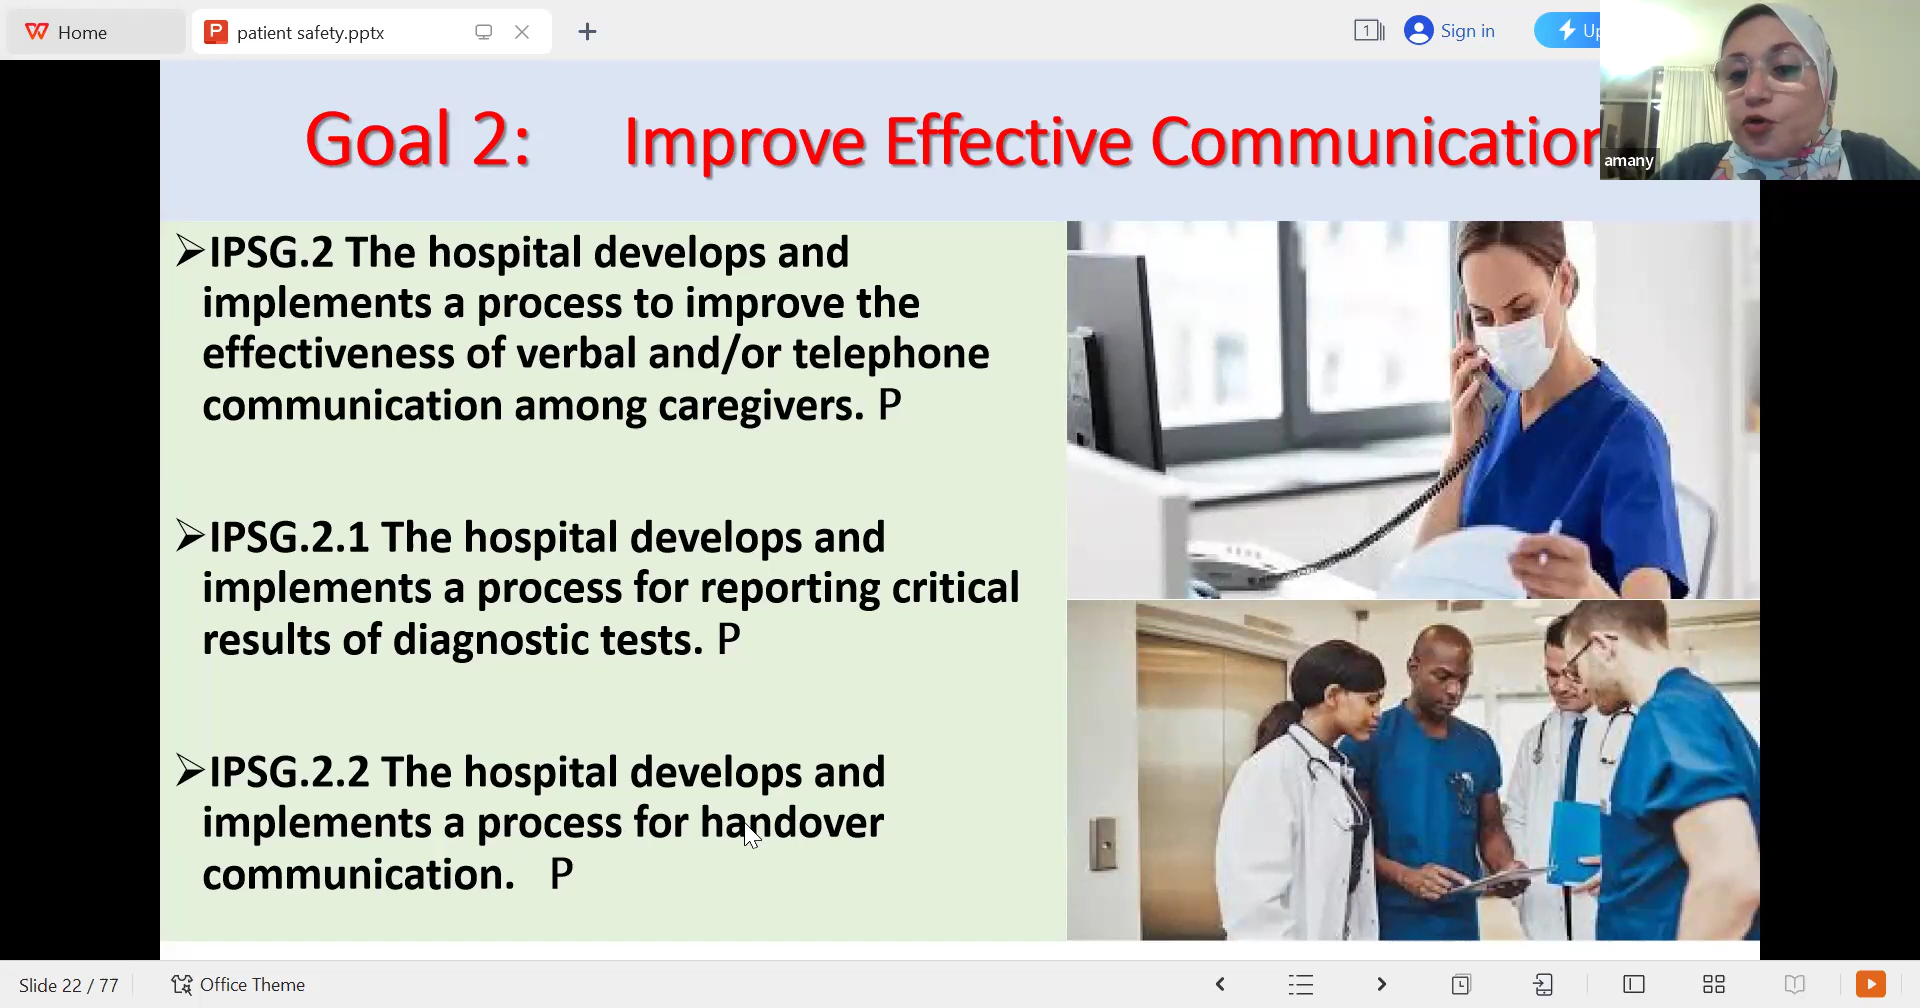 Home
patient safety.pptx
1
Sign in
Goal 2: Improve Effective Communication
amany
➢IPSG.2 The hospital develops and
implements a process to improve the
effectiveness of verbal and/or telephone
communication among caregivers. P
➢IPSG.2.1 The hospital develops and
implements a process for reporting critical
results of diagnostic tests. P
➢IPSG.2.2 The hospital develops and
implements a process for handover
communication. P
Slide 22 / 77
Office Theme